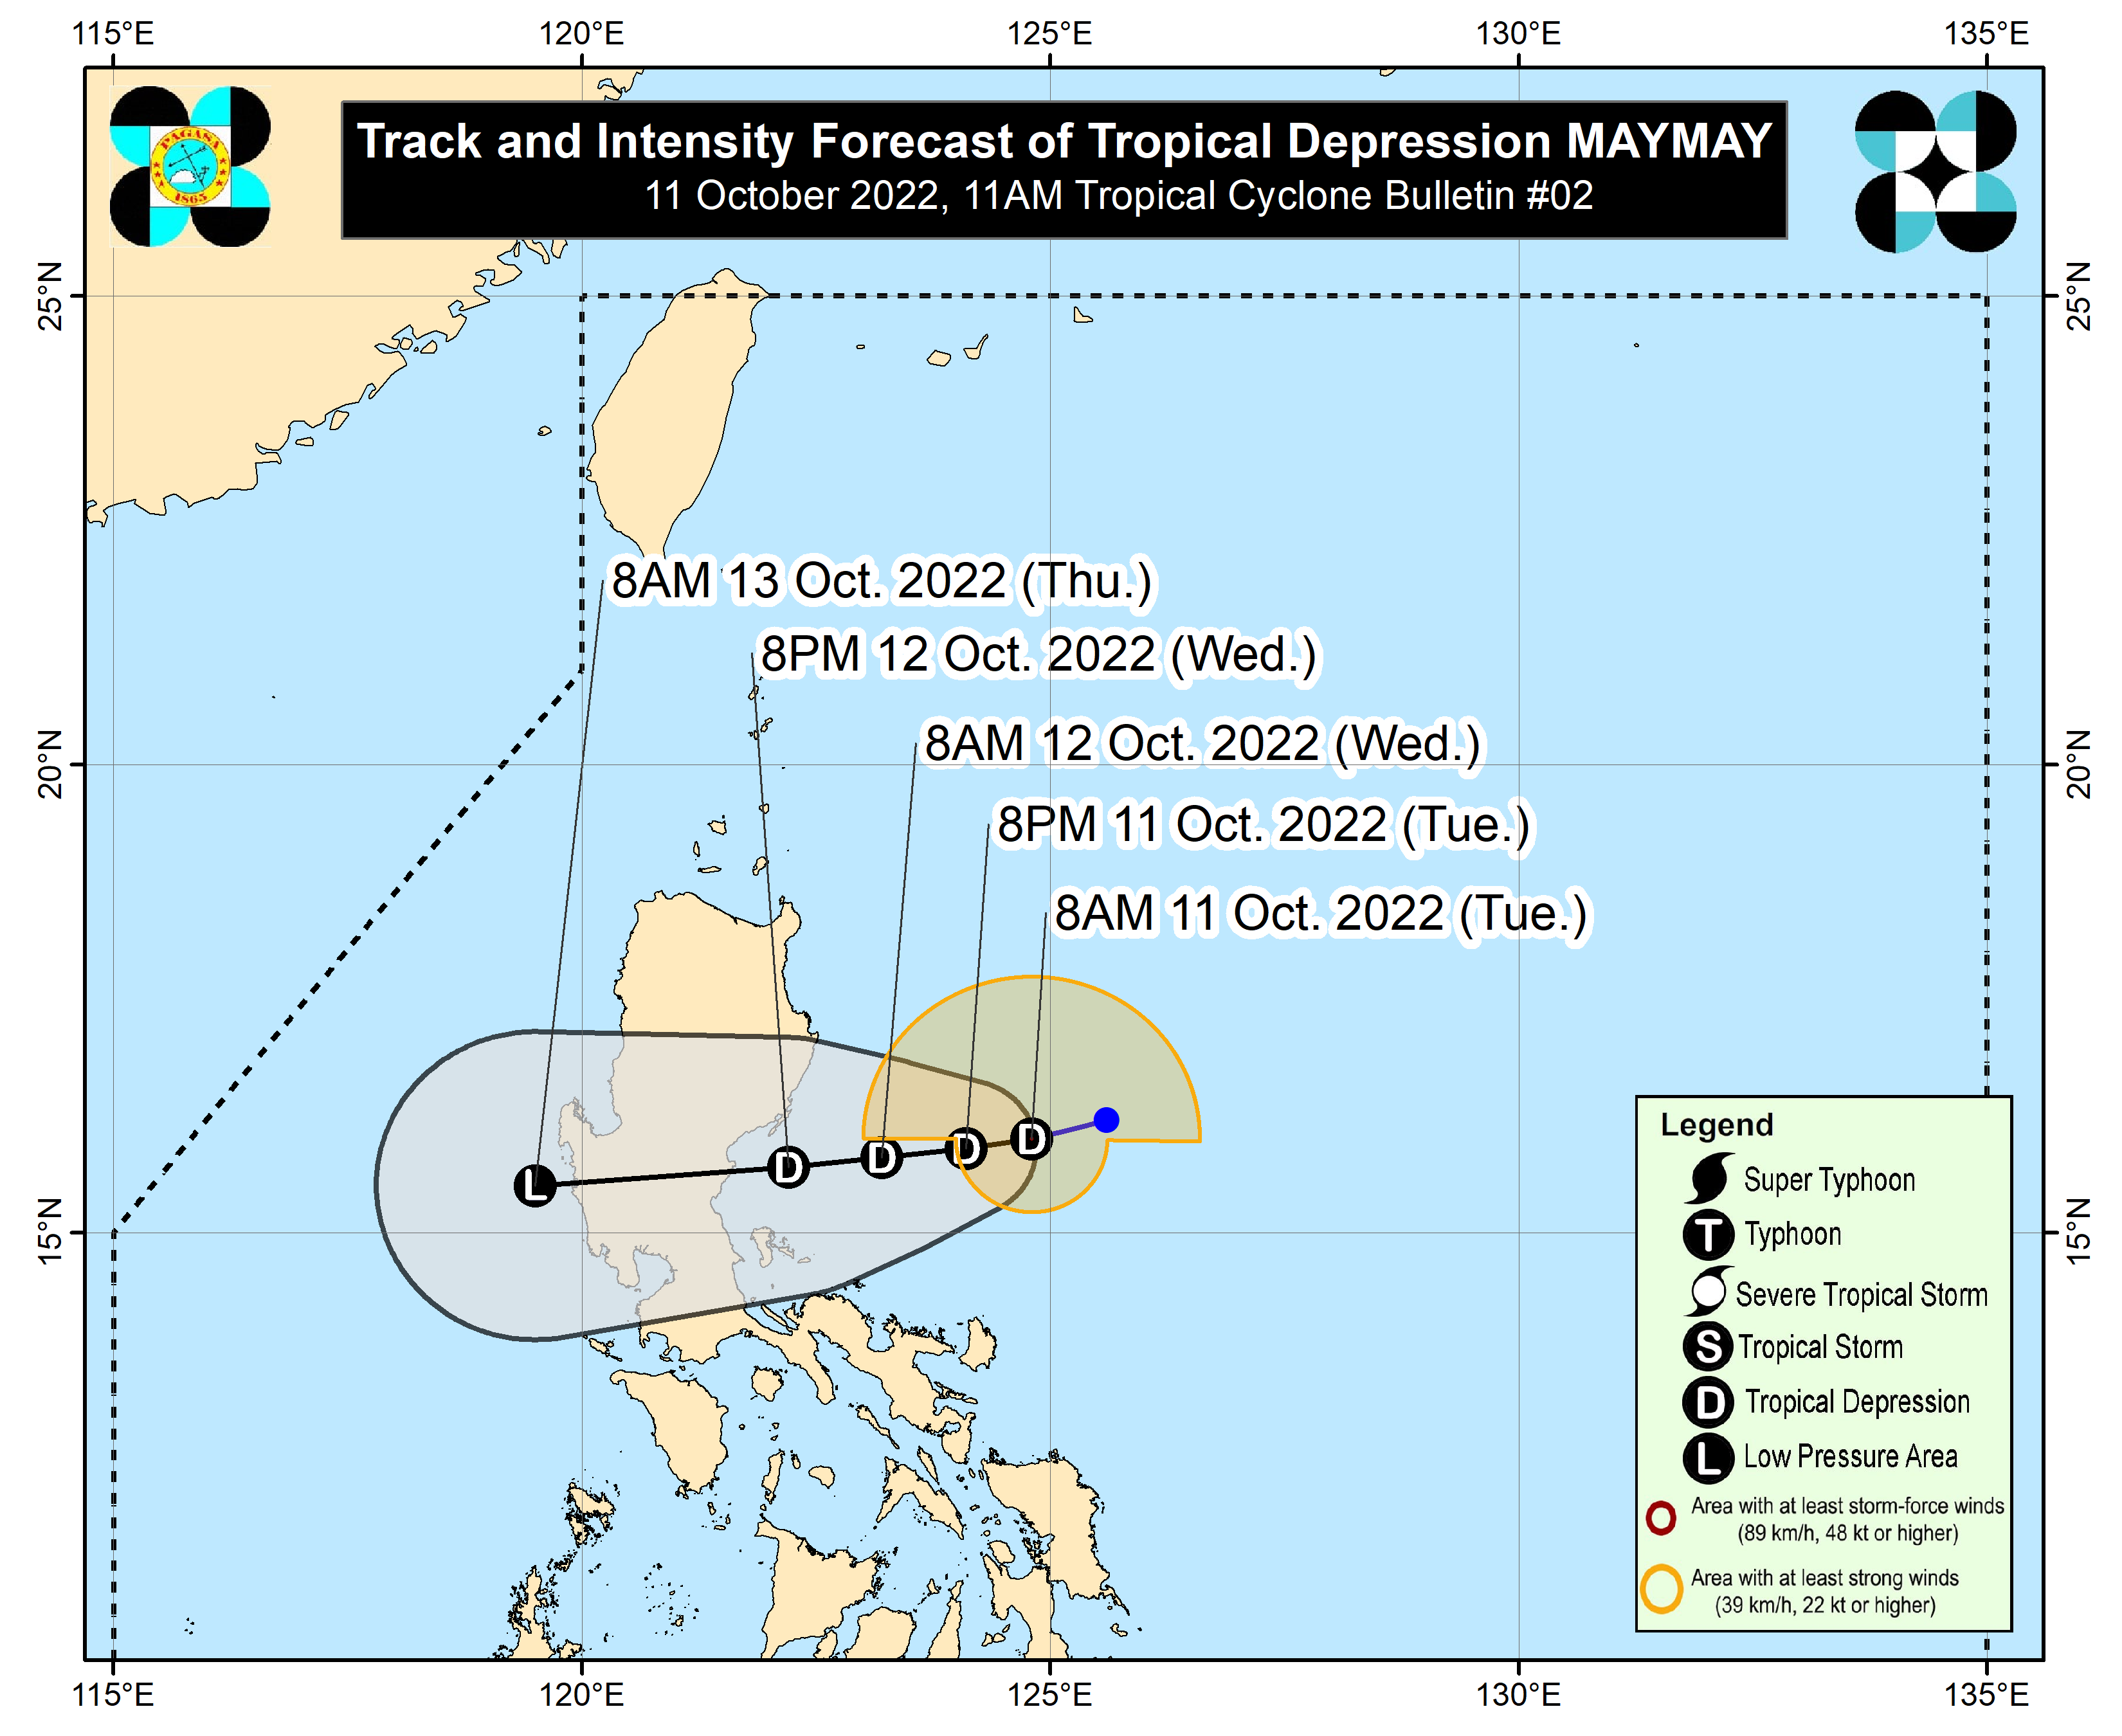 115°E 120°E 125°E 130°E 135°E
PAGASA
1865
Track and Intensity Forecast of Tropical Depression MAYMAY
11 October 2022, 11AM Tropical Cyclone Bulletin #02
25°N 25°N
8AM 13 Oct. 2022 (Thu.)
8PM 12 Oct. 2022 (Wed.)
8AM 12 Oct. 2022 (Wed.)
20°N 20°N
8PM 11 Oct. 2022 (Tue.)
8AM 11 Oct. 2022 (Tue.)
L D D D D
15°N 15°N
Legend
Super Typhoon
T Typhoon
Severe Tropical Storm
S Tropical Storm
D Tropical Depression
L Low Pressure Area
Area with at least storm-force winds
(89 km/h, 48 kt or higher)
Area with at least strong winds
(39 km/h, 22 kt or higher)
115°E 120°E 125°E 130°E 135°E